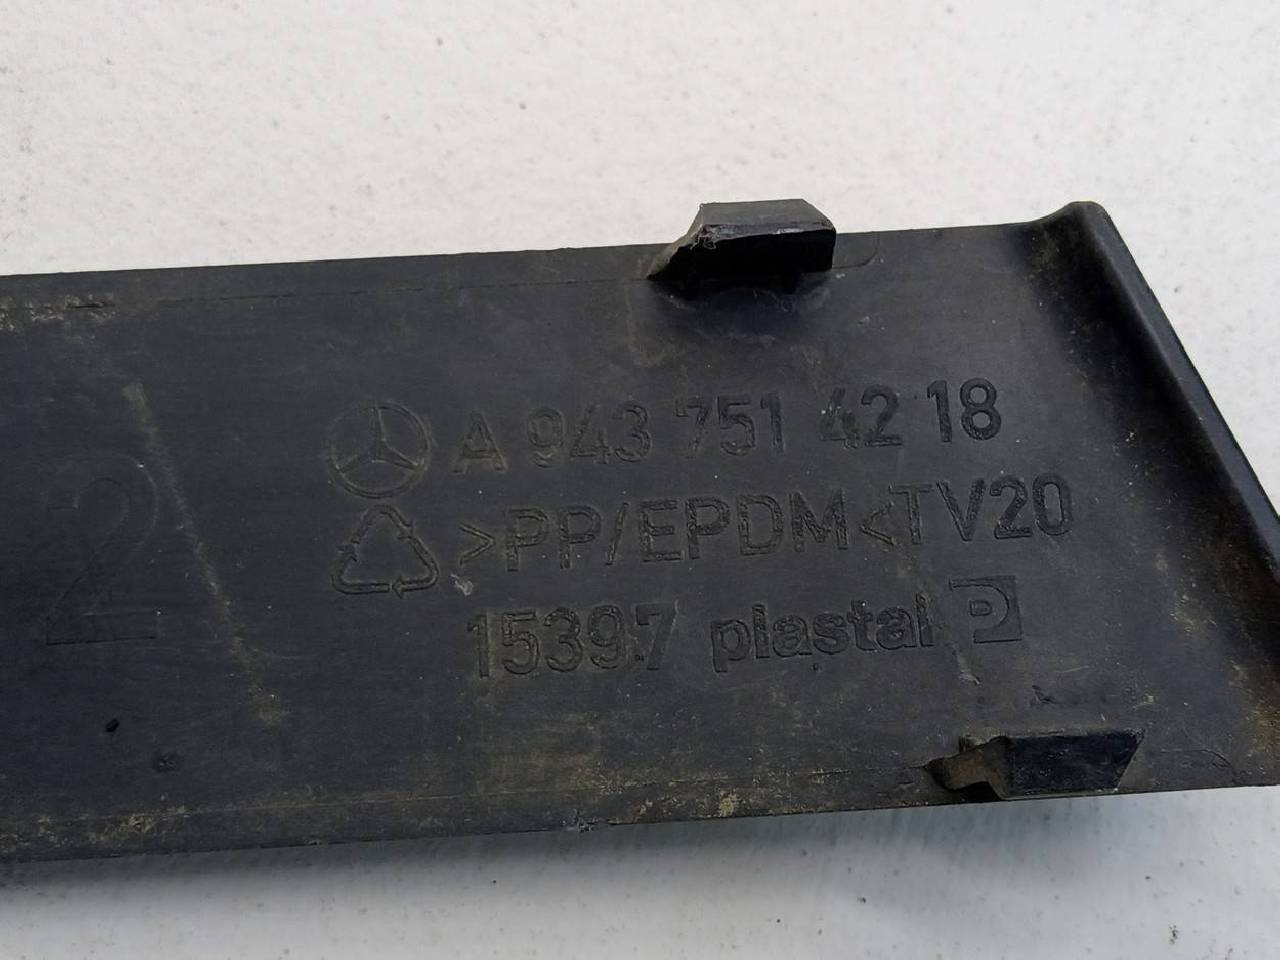 2
A 943 751 42 18
>PP/EPDM<TV20
15397 plastal P